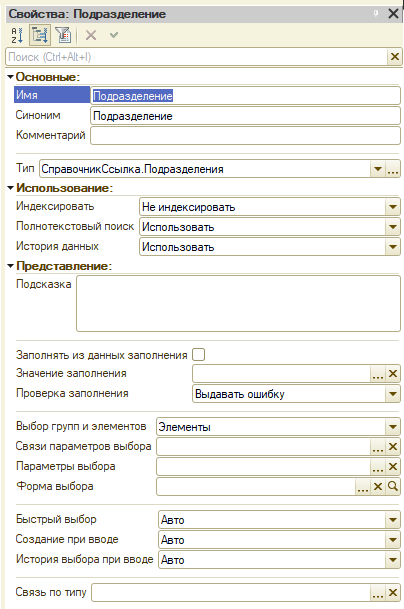 Свойства: Подразделение
Поиск (Ctrl+Alt+I)
Основные:
Имя Подразделение
Синоним Подразделение
Комментарий
Тип СправочникСсылка.Подразделения
Использование:
Индексировать Не индексировать
Полнотекстовый поиск Использовать
История данных Использовать
Представление:
Подсказка
Заполнять из данных заполнения
Значение заполнения
Проверка заполнения Выдавать ошибку
Выбор групп и элементов Элементы
Связи параметров выбора
Параметры выбора
Форма выбора
Быстрый выбор Авто
Создание при вводе Авто
История выбора при вводе Авто
Связь по типу